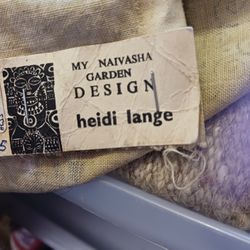 MY NAIVASHA
GARDEN
DESIGN
heidi lange